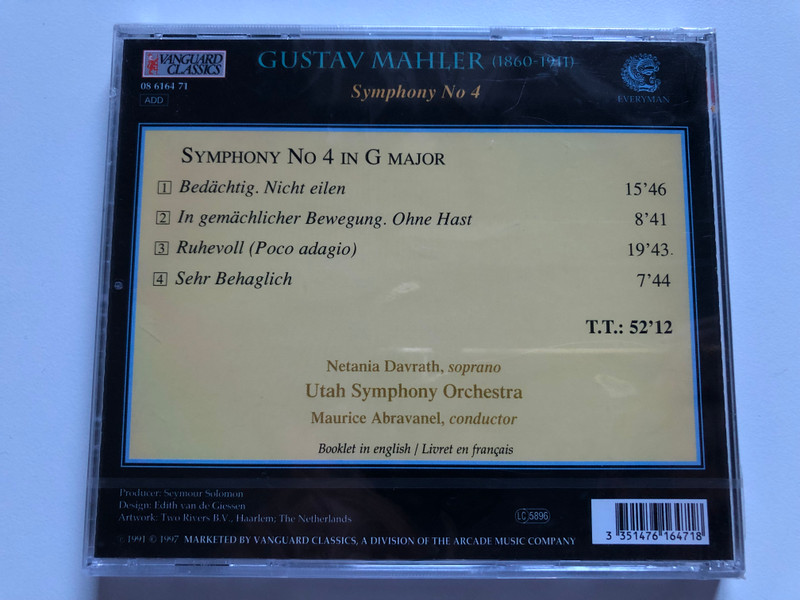 VANGUARD CLASSICS
GUSTAV MAHLER (1860-1911)
08 6164 71
ADD
Symphony No 4
EVERYMAN
SYMPHONY NO 4 IN G MAJOR
1 Bedächtig. Nicht eilen 15'46
2 In gemächlicher Bewegung. Ohne Hast 8'41
3 Ruhevoll (Poco adagio) 19'43
4 Sehr Behaglich 7'44
T.T.: 52'12
Netania Davrath, soprano
Utah Symphony Orchestra
Maurice Abravanel, conductor
Booklet in english / Livret en français
Producer: Seymour Solomon
Design: Edith van de Giessen
Artwork: Two Rivers B.V., Haarlem; The Netherlands
LC 5896
℗ 1991 © 1997 MARKETED BY VANGUARD CLASSICS, A DIVISION OF THE ARCADE MUSIC COMPANY
3 351476 164718